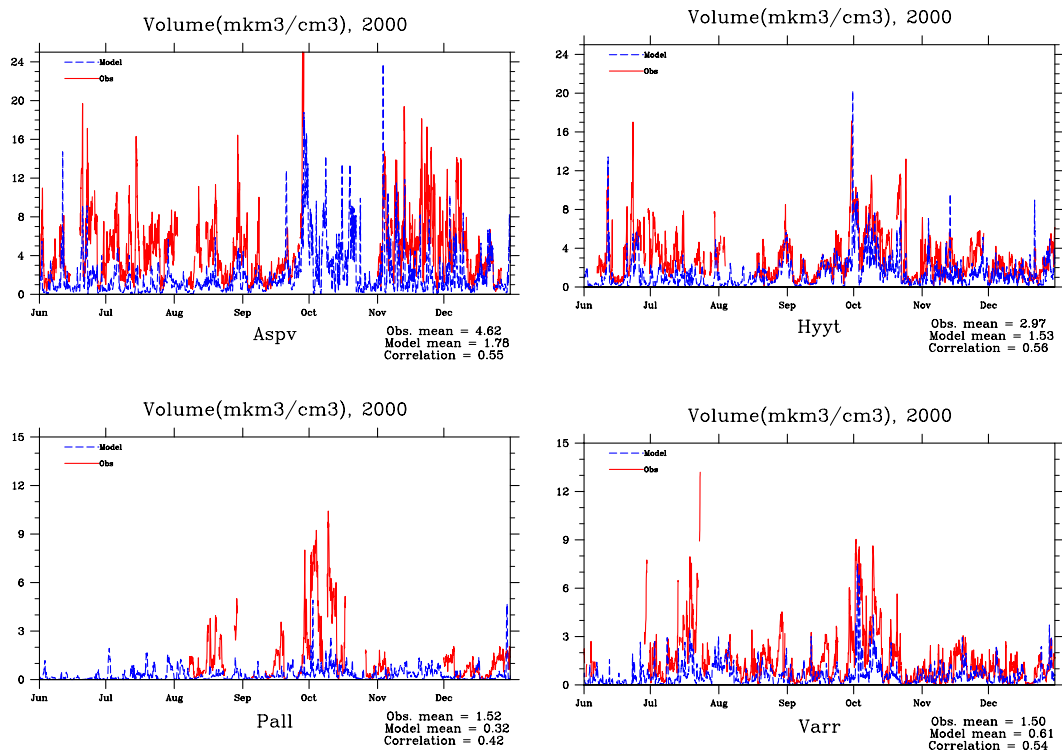 Volume(mkm3/cm3), 2000
Model
Obs
24
20
16
12
8
4
0
Jun Jul Aug Sep Oct Nov Dec
Aspv
Obs. mean = 4.62
Model mean = 1.78
Correlation = 0.55
Volume(mkm3/cm3), 2000
Model
Obs
24
20
16
12
8
4
0
Jun Jul Aug Sep Oct Nov Dec
Hyyt
Obs. mean = 2.97
Model mean = 1.53
Correlation = 0.56
Volume(mkm3/cm3), 2000
Model
Obs
15
12
9
6
3
0
Jun Jul Aug Sep Oct Nov Dec
Pall
Obs. mean = 1.52
Model mean = 0.32
Correlation = 0.42
Volume(mkm3/cm3), 2000
Model
Obs
15
12
9
6
3
0
Jun Jul Aug Sep Oct Nov Dec
Varr
Obs. mean = 1.50
Model mean = 0.61
Correlation = 0.54